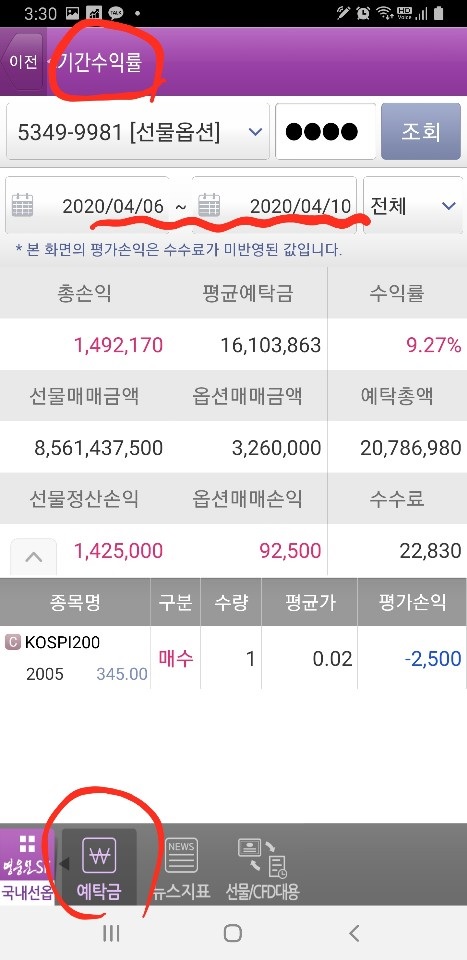 3:30 TALK HD Voice
이전 기간수익률
5349-9981 [선물옵션] ●●●● 조회
2020/04/06 ~ 2020/04/10 전체
* 본 화면의 평가손익은 수수료가 미반영된 값입니다.
총손익 평균예탁금 수익률
1,492,170 16,103,863 9.27%
선물매매금액 옵션매매금액 예탁총액
8,561,437,500 3,260,000 20,786,980
선물정산손익 옵션매매손익 수수료
1,425,000 92,500 22,830
종목명 구분 수량 평균가 평가손익
C KOSPI200 매수 1 0.02 -2,500
2005 345.00
영웅문S 국내선옵
예탁금
NEWS 뉴스지표
선물/CFD대용